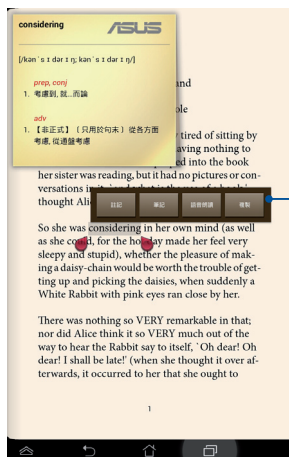 considering
ASUS
[/kən`sɪdərɪŋ; kən`sɪdərɪŋ/]
prep, conj
1. 考慮到, 就...而論
adv
1. 【非正式】（只用於句末）從各方面
考慮, 從通盤考慮
and
ole
tired of sitting by
aving nothing to
ed into the book
her sister was reading, but it had no pictures or con-
versations in it,
thought Ali
註記
筆記
語音朗讀
複製
So she was considering in her own mind (as well
as she could, for the hot day made her feel very
sleepy and stupid), whether the pleasure of mak-
ing a daisy-chain would be worth the trouble of get-
ting up and picking the daisies, when suddenly a
White Rabbit with pink eyes ran close by her.
There was nothing so VERY remarkable in that;
nor did Alice think it so VERY much out of the
way to hear the Rabbit say to itself, `Oh dear! Oh
dear! I shall be late!' (when she thought it over af-
terwards, it occurred to her that she ought to
1